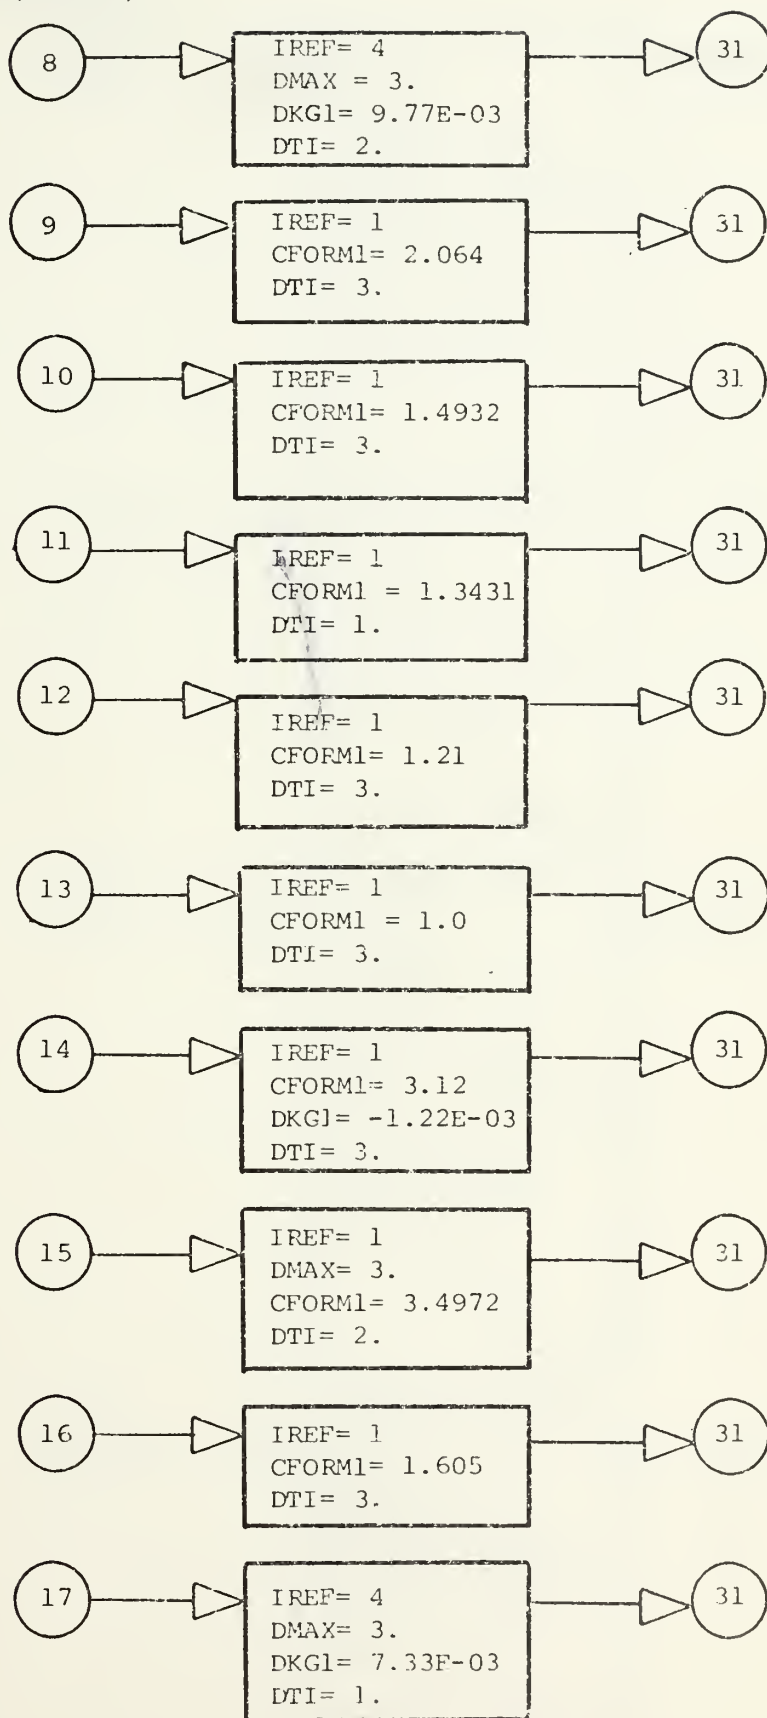 8
IREF= 4
DMAX = 3.
DKG1= 9.77E-03
DTI= 2.
31
9
IREF= 1
CFORM1= 2.064
DTI= 3.
31
10
IREF= 1
CFORM1= 1.4932
DTI= 3.
31
11
IREF= 1
CFORM1 = 1.3431
DTI= 1.
31
12
IREF= 1
CFORM1= 1.21
DTI= 3.
31
13
IREF= 1
CFORM1 = 1.0
DTI= 3.
31
14
IREF= 1
CFORM1= 3.12
DKG1= -1.22E-03
DTI= 3.
31
15
IREF= 1
DMAX= 3.
CFORM1= 3.4972
DTI= 2.
31
16
IREF= 1
CFORM1= 1.605
DTI= 3.
31
17
IREF= 4
DMAX= 3.
DKG1= 7.33E-03
DTI= 1.
31